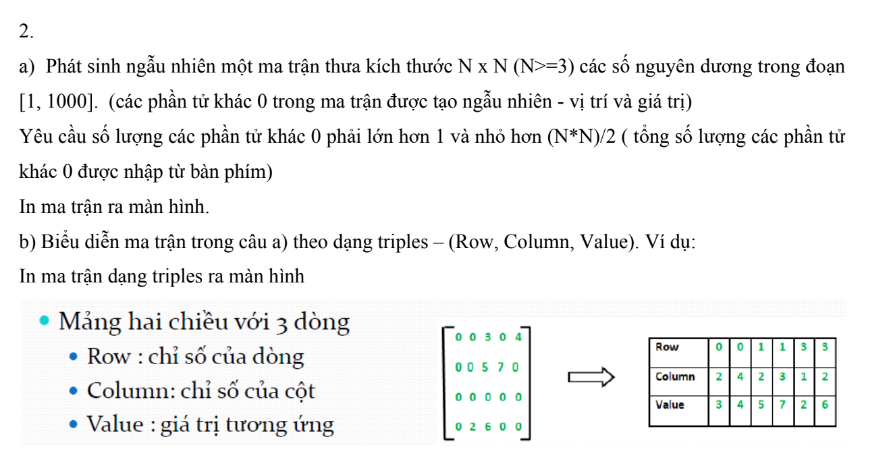 2.
a) Phát sinh ngẫu nhiên một ma trận thưa kích thước N x N (N>=3) các số nguyên dương trong đoạn
[1, 1000]. (các phần tử khác 0 trong ma trận được tạo ngẫu nhiên - vị trí và giá trị)
Yêu cầu số lượng các phần tử khác 0 phải lớn hơn 1 và nhỏ hơn (N*N)/2 ( tổng số lượng các phần tử
khác 0 được nhập từ bàn phím)
In ma trận ra màn hình.
b) Biểu diễn ma trận trong câu a) theo dạng triples – (Row, Column, Value). Ví dụ:
In ma trận dạng triples ra màn hình
• Mảng hai chiều với 3 dòng
• Row : chỉ số của dòng
• Column: chỉ số của cột
• Value : giá trị tương ứng
0 0 3 0 4
0 0 5 7 0
0 0 0 0 0
0 2 6 0 0
Row 0 0 1 1 3 3
Column 2 4 2 3 1 2
Value 3 4 5 7 2 6